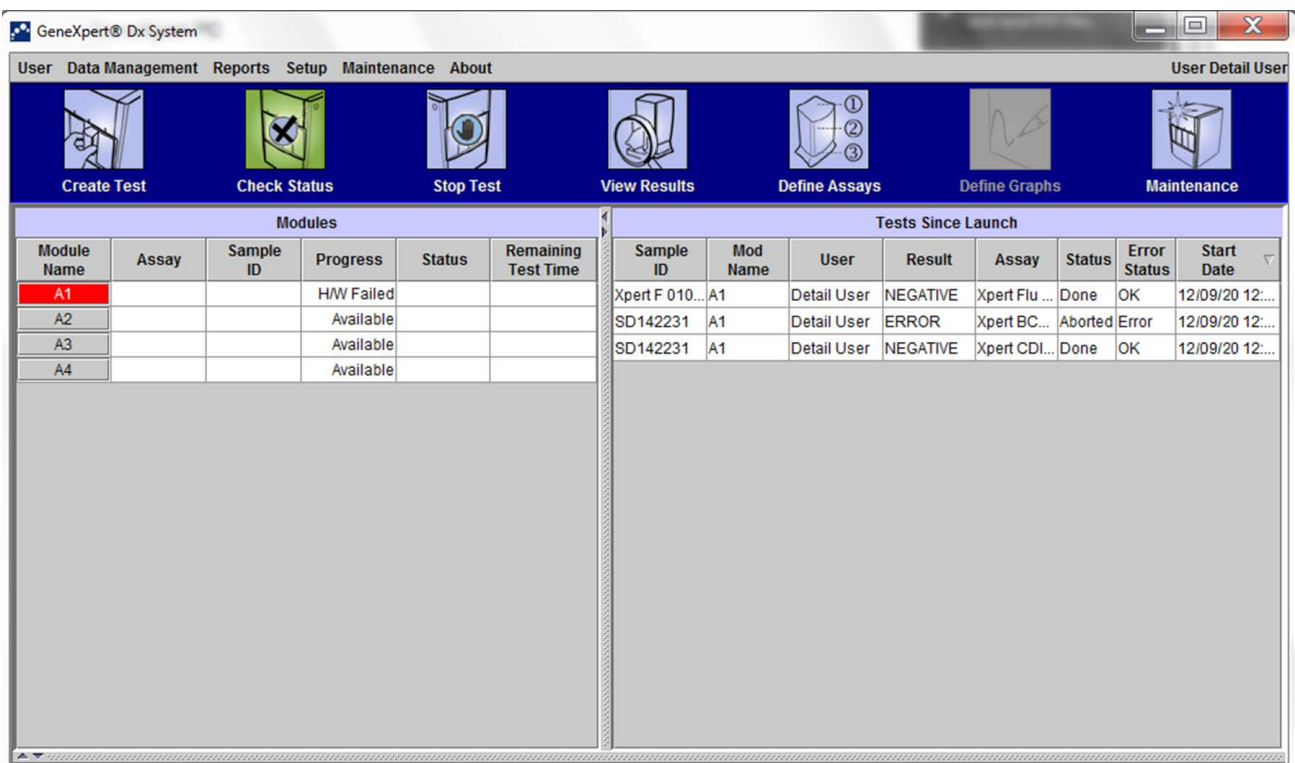 GeneXpert® Dx System
User Data Management Reports Setup Maintenance About User Detail User
Create Test Check Status Stop Test View Results Define Assays Define Graphs Maintenance
Modules
Module Name Assay Sample ID Progress Status Remaining Test Time
A1 H/W Failed
A2 Available
A3 Available
A4 Available
Tests Since Launch
Sample ID Mod Name User Result Assay Status Error Status Start Date
Xpert F 010... A1 Detail User NEGATIVE Xpert Flu ... Done OK 12/09/20 12:...
SD142231 A1 Detail User ERROR Xpert BC... Aborted Error 12/09/20 12:...
SD142231 A1 Detail User NEGATIVE Xpert CDI... Done OK 12/09/20 12:...